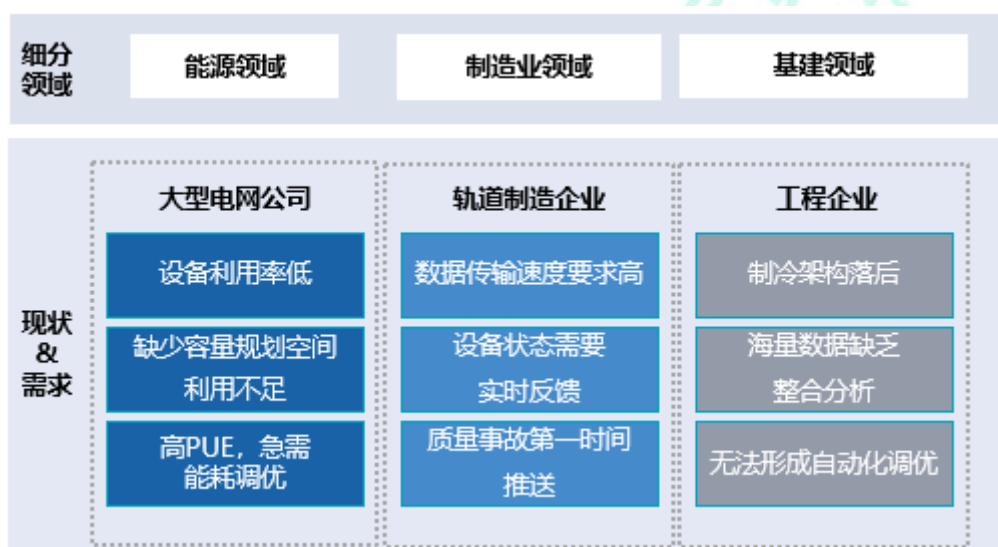 细分
领域
能源领域
制造业领域
基建领域
现状
&
需求
大型电网公司
设备利用率低
缺少容量规划空间
利用不足
高PUE，急需
能耗调优
轨道制造企业
数据传输速度要求高
设备状态需要
实时反馈
质量事故第一时间
推送
工程企业
制冷架构落后
海量数据缺乏
整合分析
无法形成自动化调优